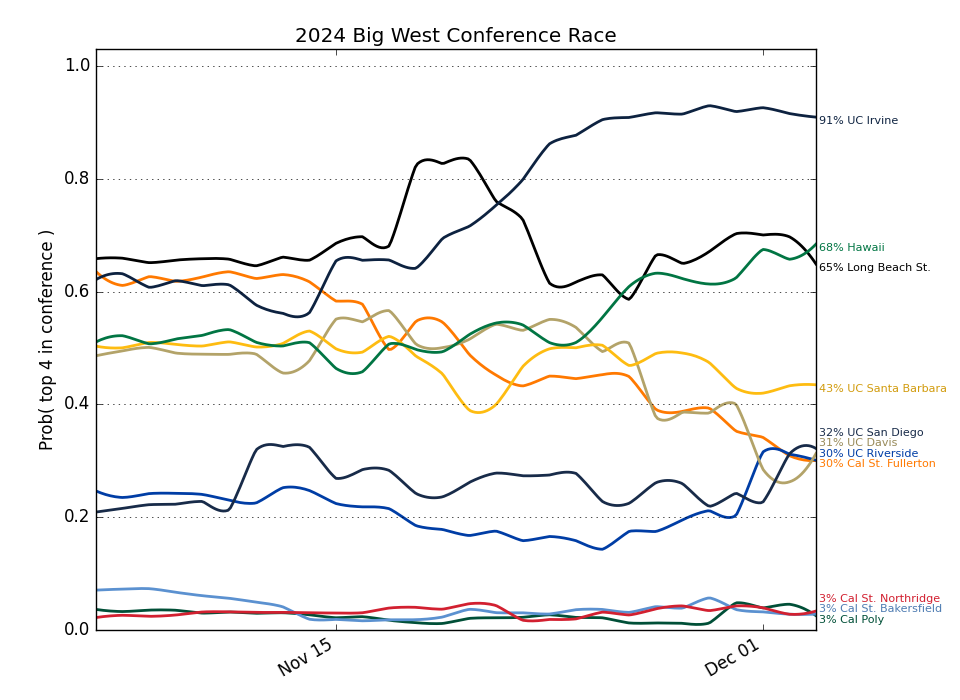 2024 Big West Conference Race
Prob( top 4 in conference )
1.0
0.8
0.6
0.4
0.2
0.0
Nov 15
Dec 01
91% UC Irvine
68% Hawaii
65% Long Beach St.
43% UC Santa Barbara
32% UC San Diego
31% UC Davis
30% UC Riverside
30% Cal St. Fullerton
3% Cal St. Northridge
3% Cal St. Bakersfield
3% Cal Poly